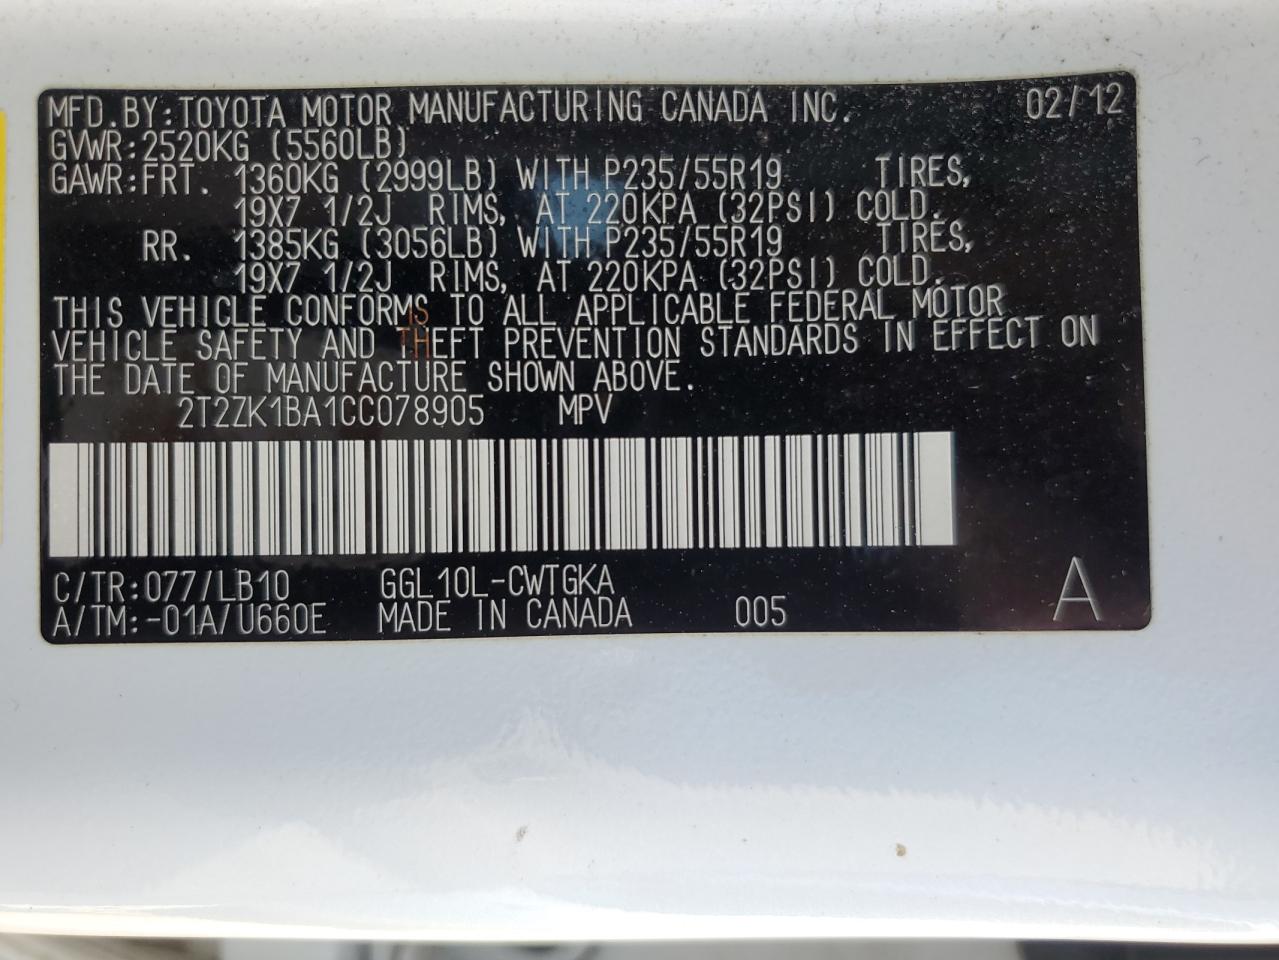 MFD.BY:TOYOTA MOTOR MANUFACTURING CANADA INC. 02/12
GVWR:2520KG (5560LB)
GAWR:FRT. 1360KG (2999LB) WITH P235/55R19 TIRES,
19X7 1/2J RIMS, AT 220KPA (32PSI) COLD.
RR. 1385KG (3056LB) WITH P235/55R19 TIRES,
19X7 1/2J RIMS, AT 220KPA (32PSI) COLD.
THIS VEHICLE CONFORMS TO ALL APPLICABLE FEDERAL MOTOR
VEHICLE SAFETY AND THEFT PREVENTION STANDARDS IN EFFECT ON
THE DATE OF MANUFACTURE SHOWN ABOVE.
2T2ZK1BA1CC078905 MPV
C/TR:077/LB10 GGL10L-CWTGKA
A/TM:-01A/U660E MADE IN CANADA 005 A